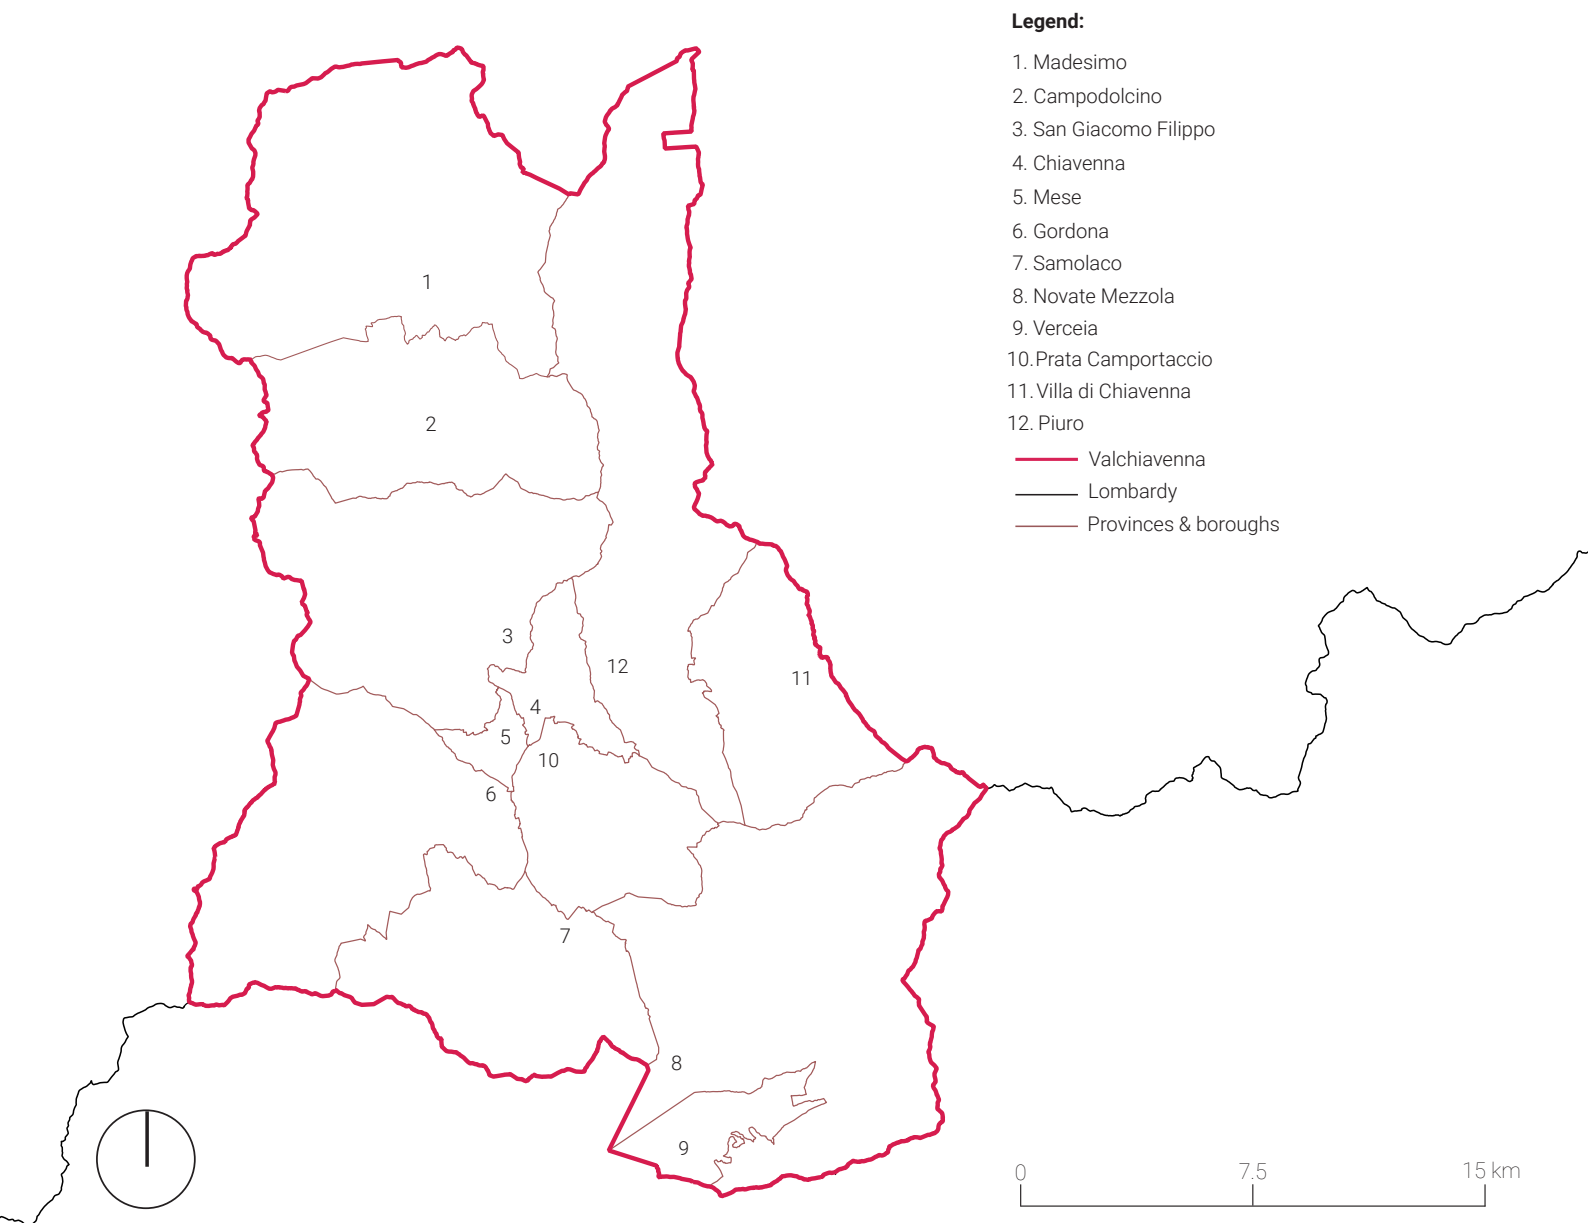 Legend:
1. Madesimo
2. Campodolcino
3. San Giacomo Filippo
4. Chiavenna
5. Mese
6. Gordona
7. Samolaco
8. Novate Mezzola
9. Verceia
10.Prata Camportaccio
11. Villa di Chiavenna
12. Piuro
Valchiavenna
Lombardy
Provinces & boroughs
1
2
3
12
11
4
5
10
6
7
8
9
0 7.5 15 km